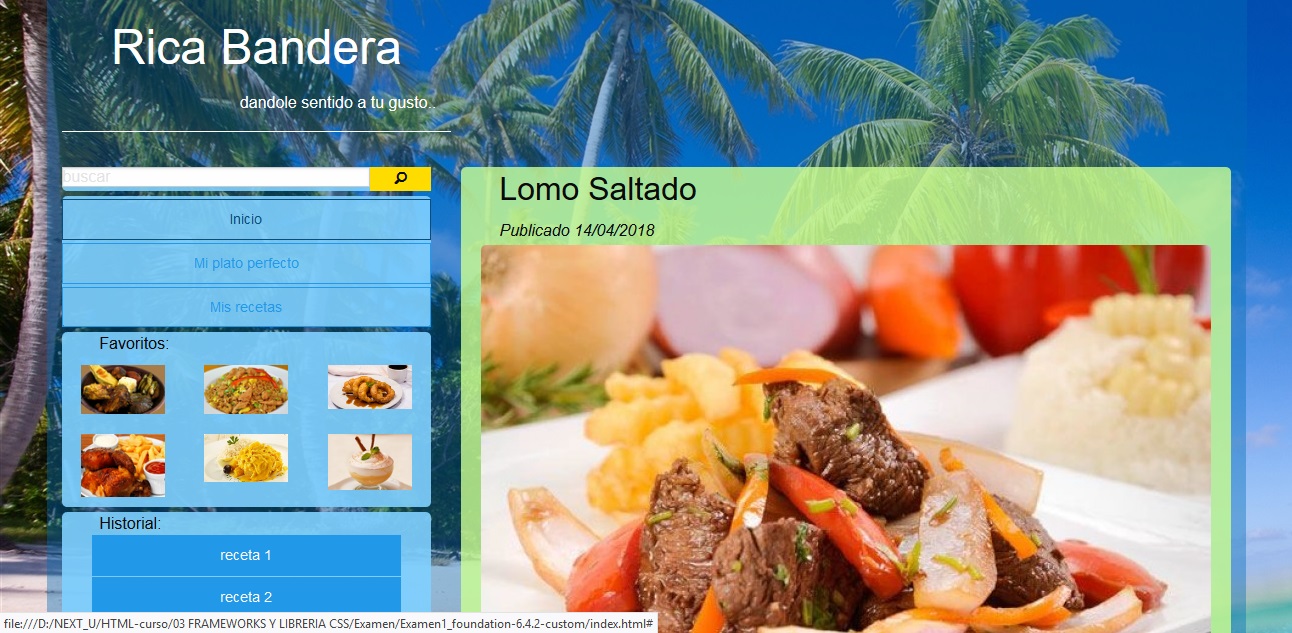 Rica Bandera
dandole sentido a tu gusto..
buscar
Inicio
Mi plato perfecto
Mis recetas
Favoritos:
Historial:
receta 1
receta 2
Lomo Saltado
Publicado 14/04/2018
file:///D:/NEXT_U/HTML-curso/03 FRAMEWORKS Y LIBRERIA CSS/Examen/Examen1_foundation-6.4.2-custom/index.html#